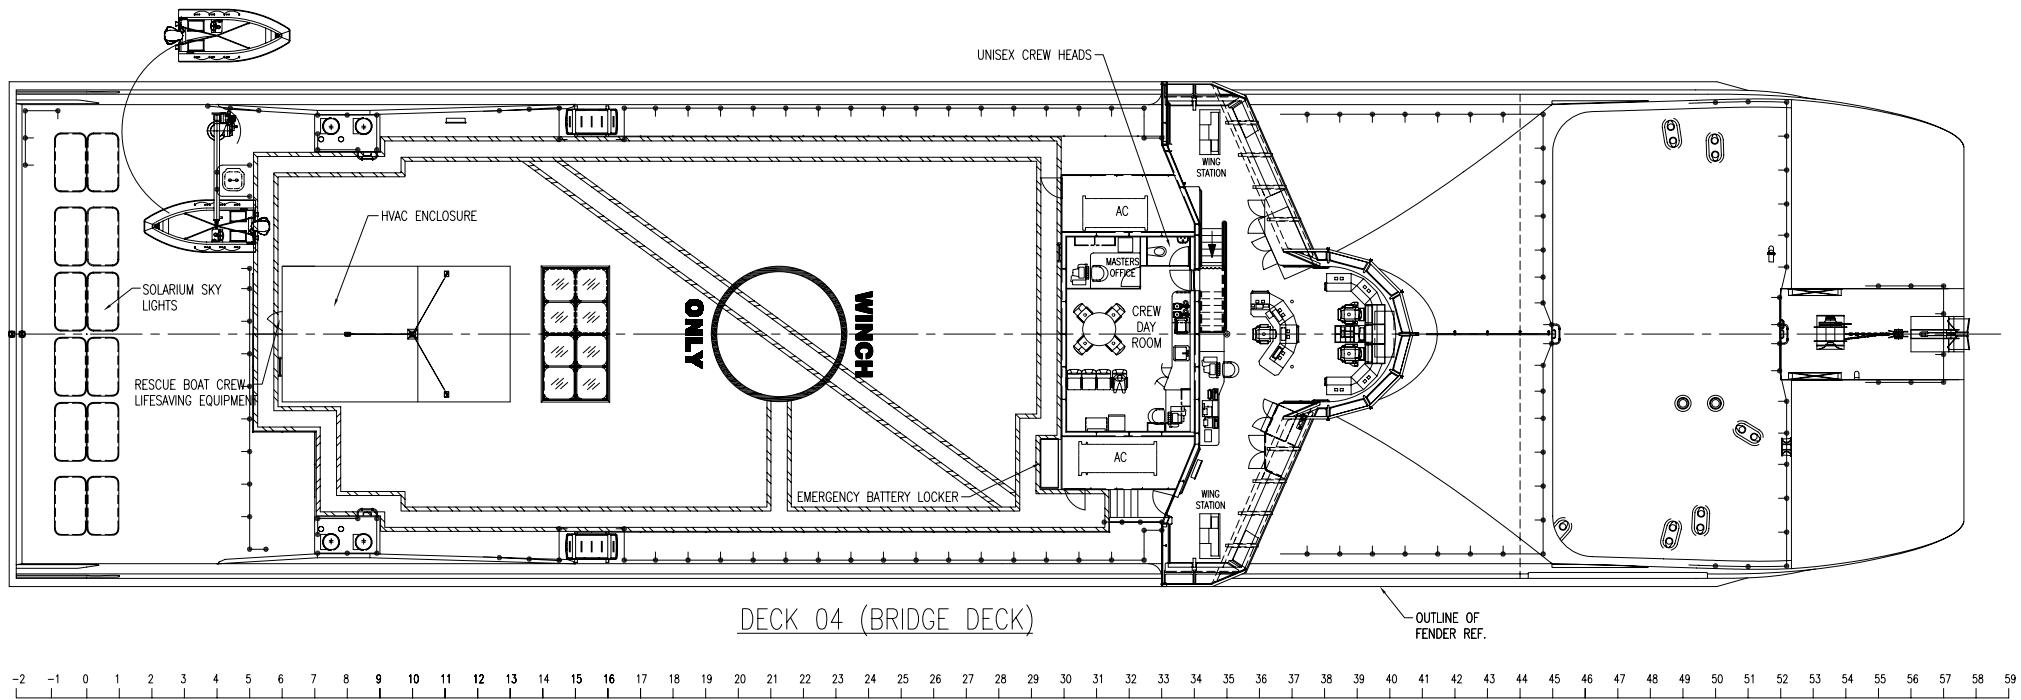 UNISEX CREW HEADS
WING
STATION
HVAC ENCLOSURE
AC
MASTERS
OFFICE
SOLARIUM SKY
LIGHTS
WINCH
ONLY
CREW
DAY
ROOM
RESCUE BOAT CREW
LIFESAVING EQUIPMENT
AC
EMERGENCY BATTERY LOCKER
WING
STATION
DECK 04 (BRIDGE DECK)
OUTLINE OF
FENDER REF.
-2 -1 0 1 2 3 4 5 6 7 8 9 10 11 12 13 14 15 16 17 18 19 20 21 22 23 24 25 26 27 28 29 30 31 32 33 34 35 36 37 38 39 40 41 42 43 44 45 46 47 48 49 50 51 52 53 54 55 56 57 58 59